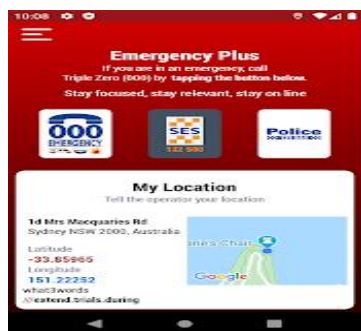 10:08
Emergency Plus
If you are in an emergency, call
Triple Zero (000) by tapping the button below.
Stay focused, stay relevant, stay on line
000
EMERGENCY
SES
132 500
Police
My Location
Tell the operator your location
1d Mrs Macquaries Rd
Sydney NSW 2000, Australia
Latitude
-33.85965
Longitude
151.22252
what3words
///extend.trials.during
Chair
Google